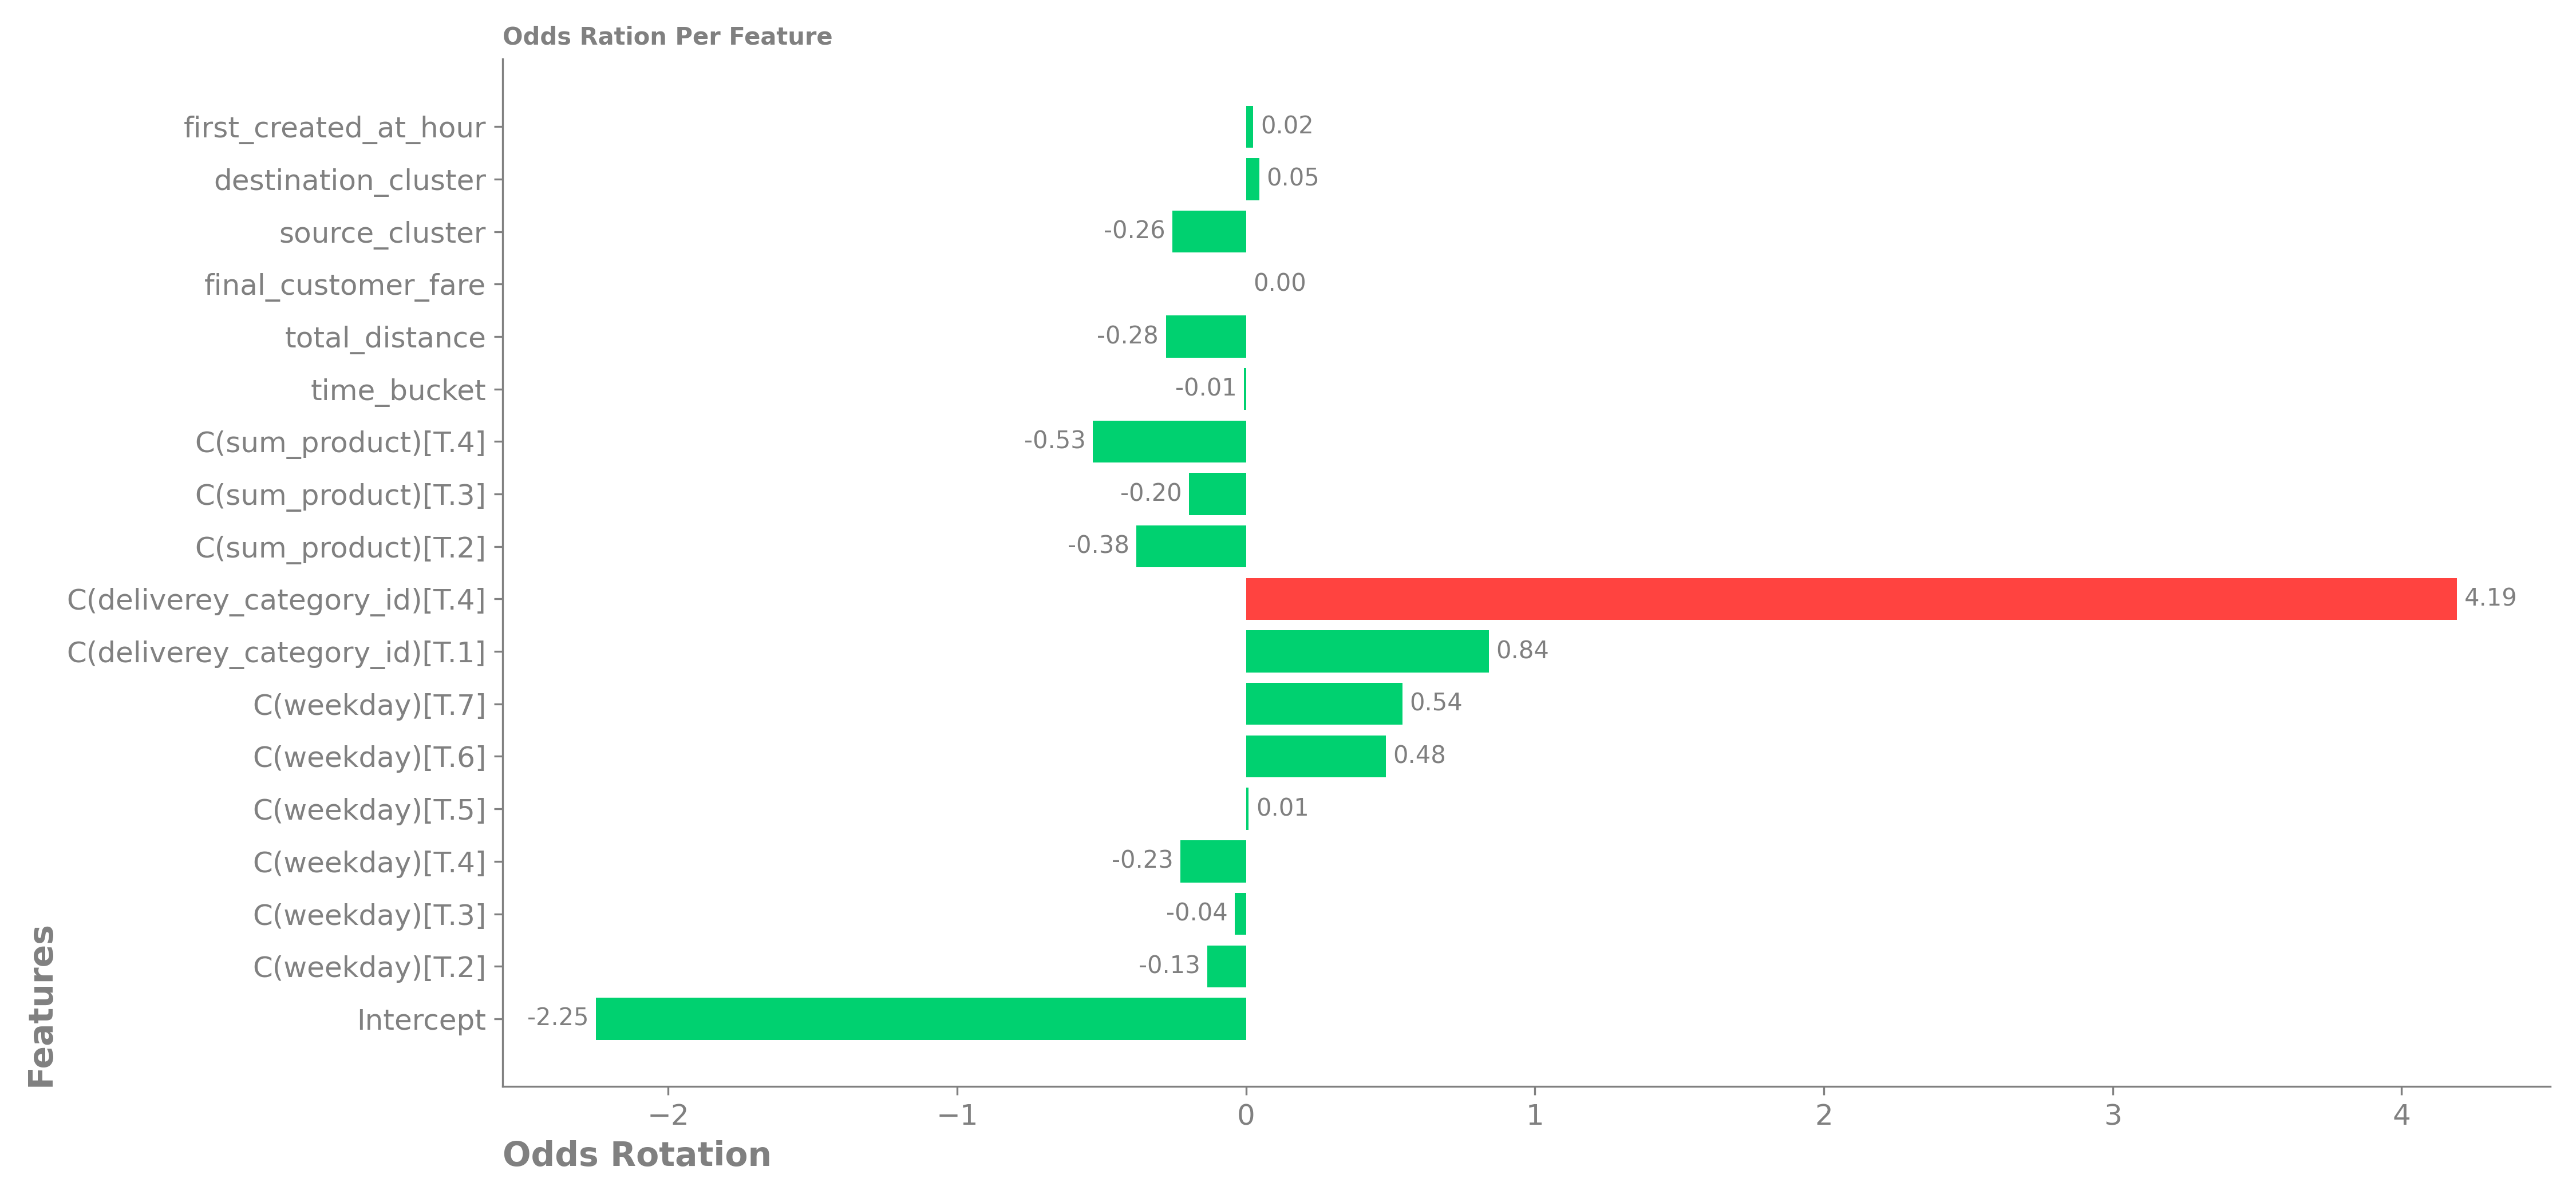 Odds Ration Per Feature
first_created_at_hour 0.02
destination_cluster 0.05
source_cluster -0.26
final_customer_fare 0.00
total_distance -0.28
time_bucket -0.01
C(sum_product)[T.4] -0.53
C(sum_product)[T.3] -0.20
C(sum_product)[T.2] -0.38
C(deliverey_category_id)[T.4] 4.19
C(deliverey_category_id)[T.1] 0.84
C(weekday)[T.7] 0.54
C(weekday)[T.6] 0.48
C(weekday)[T.5] 0.01
C(weekday)[T.4] -0.23
C(weekday)[T.3] -0.04
C(weekday)[T.2] -0.13
Intercept -2.25
Features
−2 −1 0 1 2 3 4
Odds Rotation